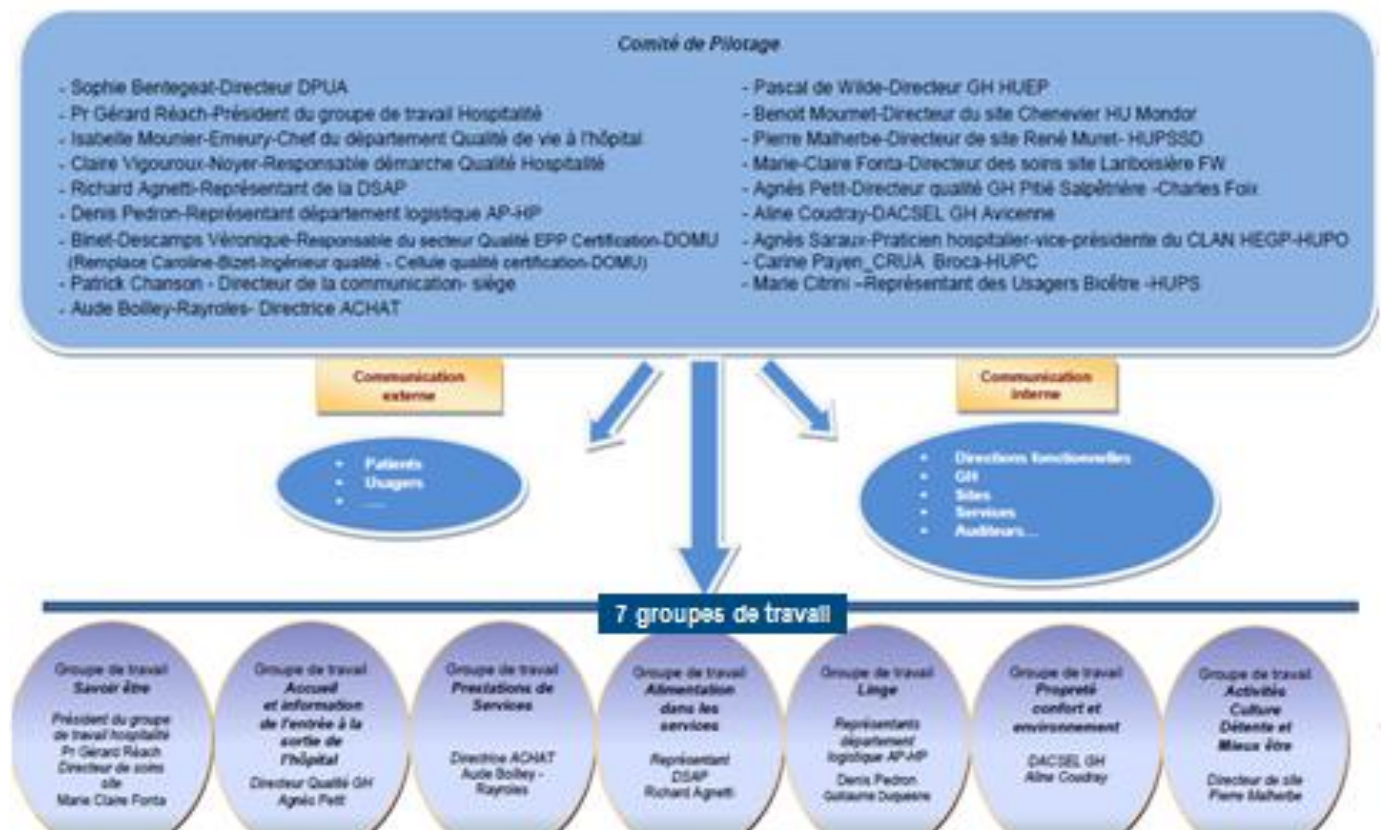 Comité de Pilotage
- Sophie Bentegeat-Directeur DPUA
- Pr Gérard Réach-Président du groupe de travail Hospitalité
- Isabelle Mounier-Emeury-Chef du département Qualité de vie à l'hôpital
- Claire Vigouroux-Noyer-Responsable démarche Qualité Hospitalité
- Richard Agnetti-Représentant de la DSAP
- Denis Pedron-Représentant département logistique AP-HP
- Binet-Descamps Véronique-Responsable du secteur Qualité EPP Certification-DOMU
(Remplace Caroline-Bizet-Ingénieur qualité - Cellule qualité certification-DOMU)
- Patrick Chanson - Directeur de la communication- siège
- Aude Boilley-Rayroles- Directrice ACHAT
- Pascal de Wilde-Directeur GH HUEP
- Benoit Mournet-Directeur du site Chenevier HU Mondor
- Pierre Malherbe-Directeur de site René Muret- HUPSSD
- Marie-Claire Fonta-Directeur des soins site Lariboisière FW
- Agnès Petit-Directeur qualité GH Pitié Salpêtrière -Charles Foix
- Aline Coudray-DACSEL GH Avicenne
- Agnès Saraux-Praticien hospitalier-vice-présidente du CLAN HEGP-HUPO
- Carine Payen_CRUA Broca-HUPC
- Marie Citrini –Représentant des Usagers Bicêtre -HUPS
Communication
externe
Communication
interne
• Patients
• Usagers
• ....
• Directions fonctionnelles
• GH
• Sites
• Services
• Auditeurs...
7 groupes de travail
Groupe de travail
Savoir être
Président du groupe
de travail hospitalité
Pr Gérard Réach
Directeur de soins
site
Marie Claire Fonta
Groupe de travail
Accueil
et information
de l'entrée à la
sortie de
l'hôpital
Directeur Qualité GH
Agnès Petit
Groupe de travail
Prestations de
Services
Directrice ACHAT
Aude Boilley -
Rayroles
Groupe de travail
Alimentation
dans les
services
Représentant
DSAP
Richard Agnetti
Groupe de travail
Linge
Représentants
département
logistique AP-HP
Denis Pedron
Guillaume Duquesne
Groupe de travail
Propreté
confort et
environnement
DACSEL GH
Aline Coudray
Groupe de travail
Activités
Culture
Détente et
Mieux être
Directeur de site
Pierre Malherbe